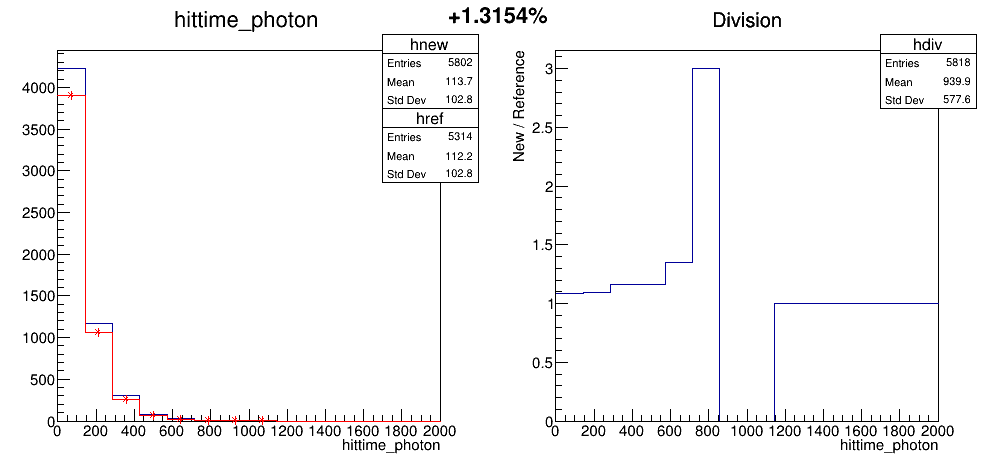 +1.3154%
hittime_photon
hnew
Entries 5802
Mean 113.7
Std Dev 102.8
href
Entries 5314
Mean 112.2
Std Dev 102.8
4000
3500
3000
2500
2000
1500
1000
500
0
0 200 400 600 800 1000 1200 1400 1600 1800 2000
hittime_photon
Division
hdiv
Entries 5818
Mean 939.9
Std Dev 577.6
New / Reference
3
2.5
2
1.5
1
0.5
0
0 200 400 600 800 1000 1200 1400 1600 1800 2000
hittime_photon